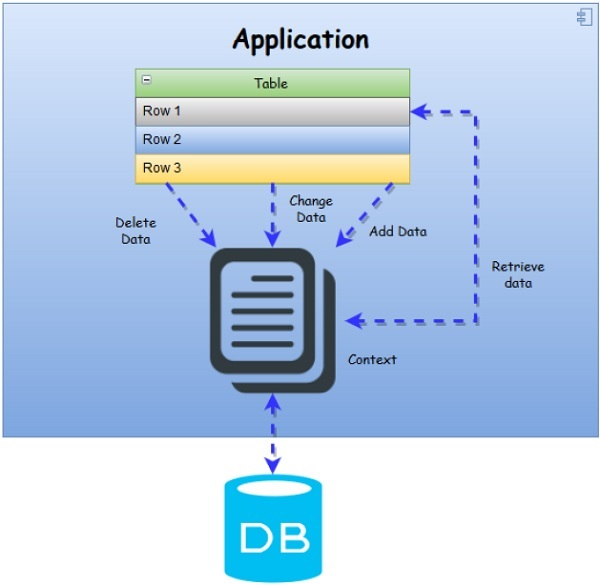 Application
Table
Row 1
Row 2
Row 3
Delete
Data
Change
Data
Add Data
Retrieve
data
Context
DB